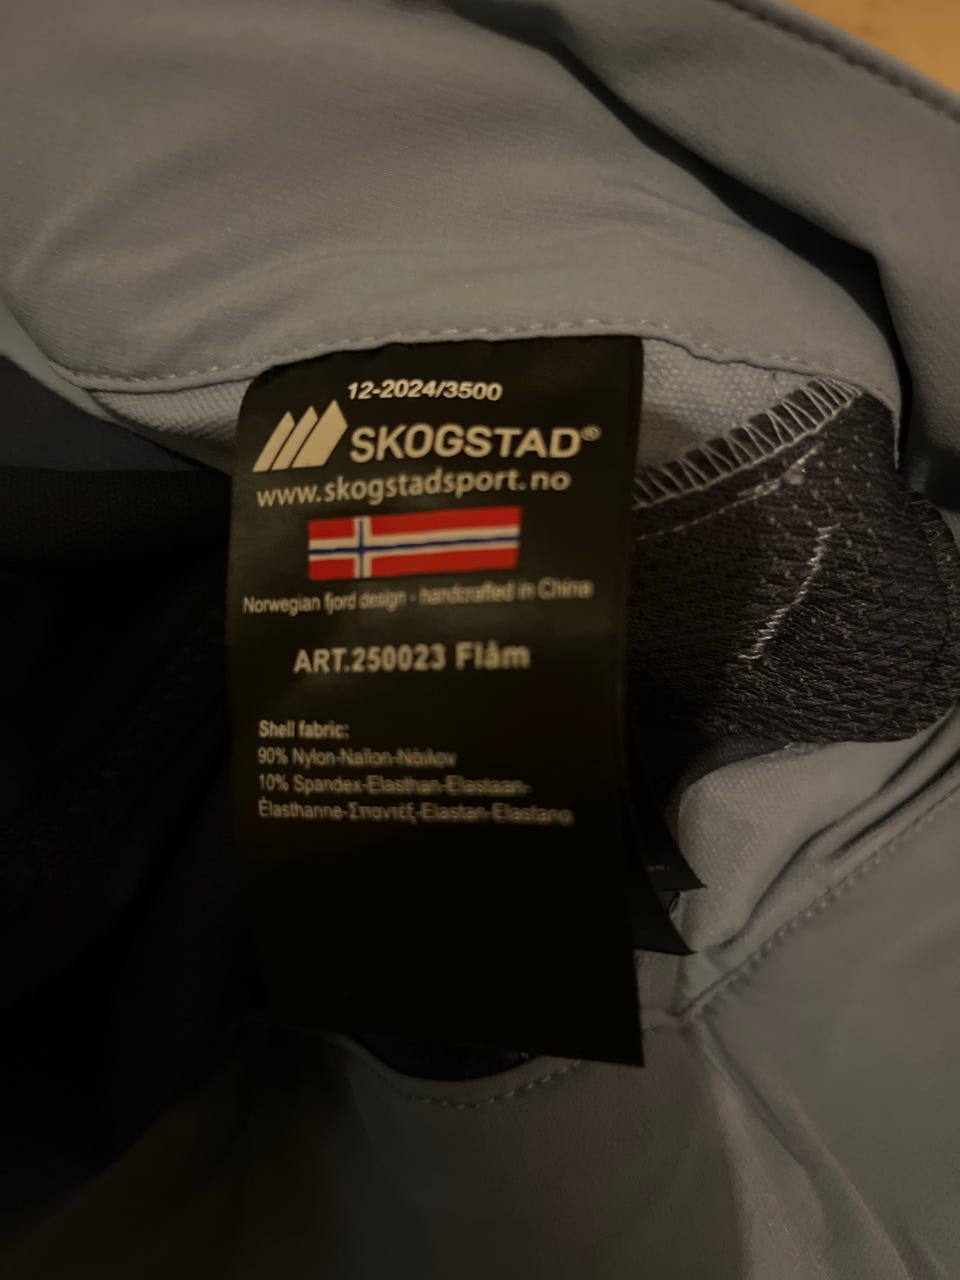 12-2024/3500
SKOGSTAD®
www.skogstadsport.no
Norwegian fjord design - handcrafted in China
ART.250023 Flåm
Shell fabric:
90% Nylon-Naïlon-Νάιλον
10% Spandex-Elasthan-Elastaan-
Élasthanne-Σπαντέξ-Elastan-Elastano